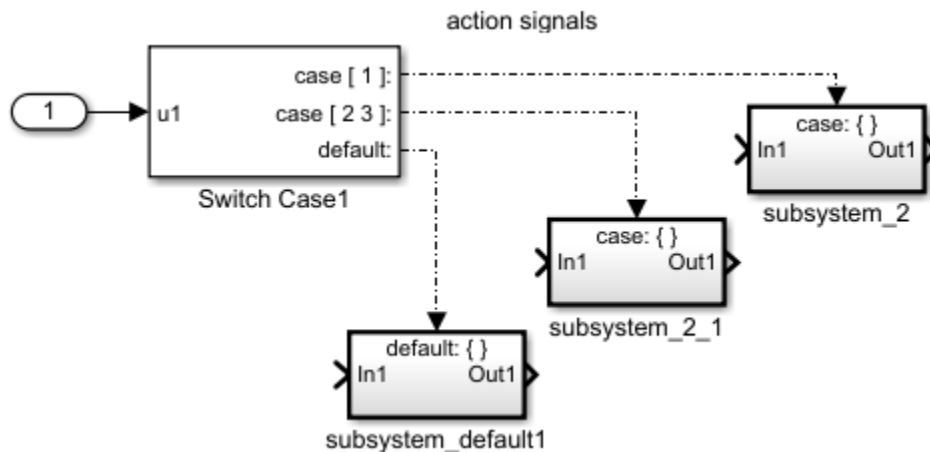 action signals
case [ 1 ]:
1
u1
case [ 2 3 ]:
default:
Switch Case1
case: { }
In1
Out1
subsystem_2
case: { }
In1
Out1
subsystem_2_1
default: { }
In1
Out1
subsystem_default1